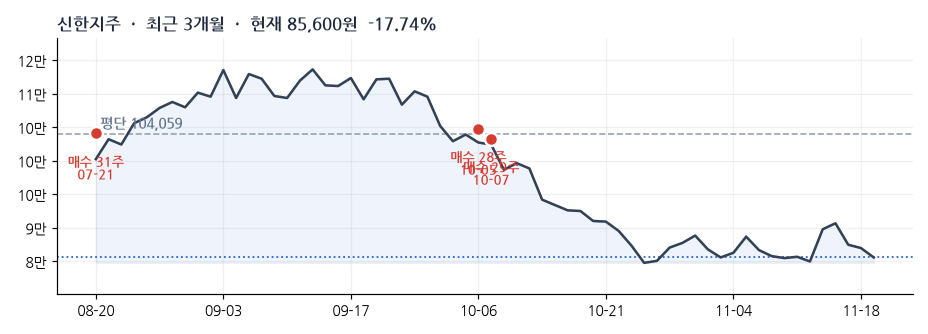 신한지주 · 최근 3개월 · 현재 85,600원 -17.74%
12만
11만
10만
10만
10만
9만
8만
평단 104,059
매수 31주
07-21
매수 28주
10-05
10-07
08-20
09-03
09-17
10-06
10-21
11-04
11-18